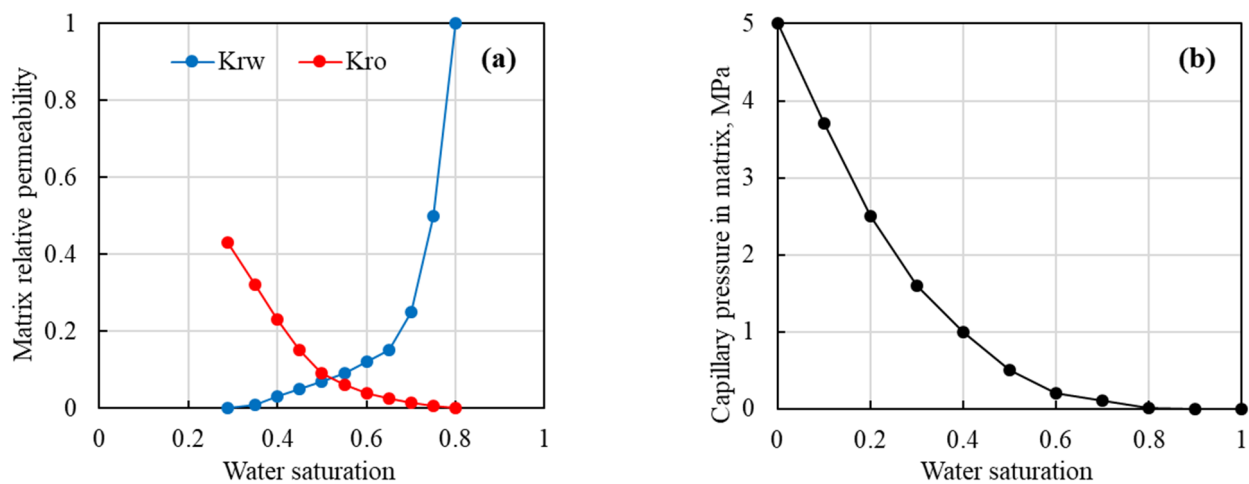 (a)
Krw
Kro
Matrix relative permeability
1
0.8
0.6
0.4
0.2
0
0 0.2 0.4 0.6 0.8 1
Water saturation
(b)
Capillary pressure in matrix, MPa
5
4
3
2
1
0
0 0.2 0.4 0.6 0.8 1
Water saturation